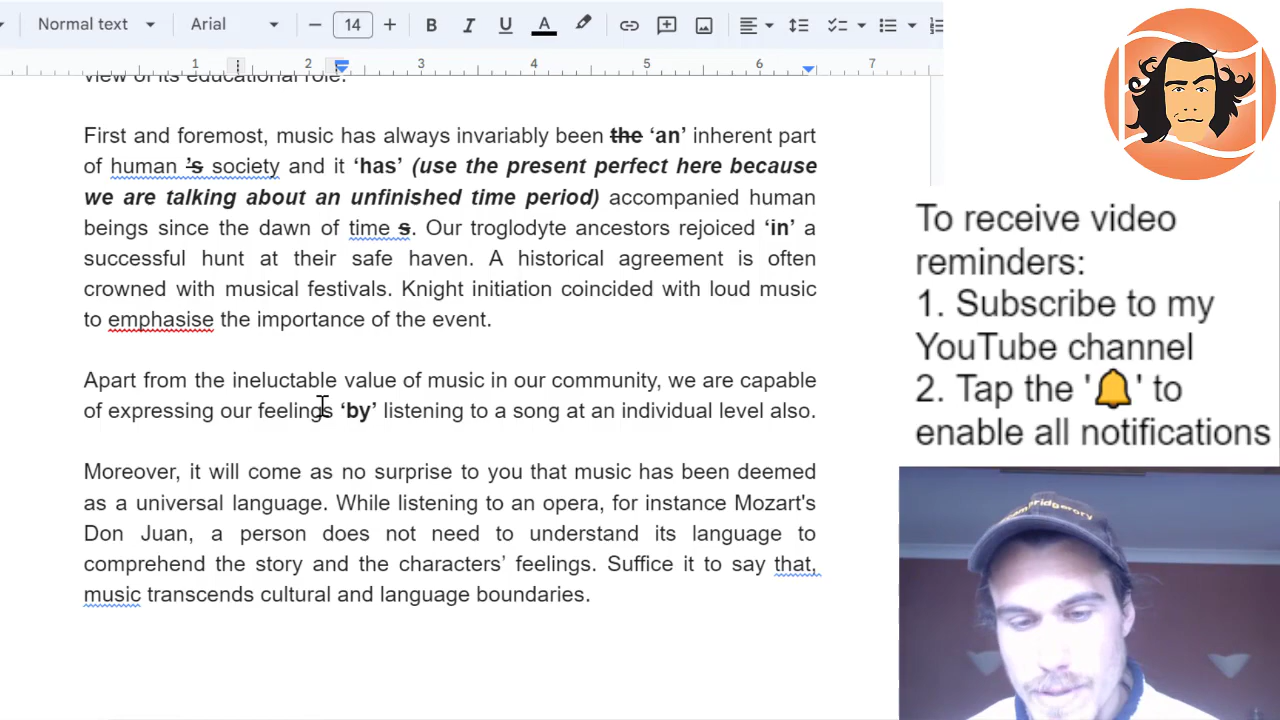 Normal text
Arial
14
B I U A
1 2 3 4 5 6 7
view of its educational role.
First and foremost, music has always invariably been the ‘an’ inherent part
of human ’s society and it ‘has’ (use the present perfect here because
we are talking about an unfinished time period) accompanied human
beings since the dawn of time s. Our troglodyte ancestors rejoiced ‘in’ a
successful hunt at their safe haven. A historical agreement is often
crowned with musical festivals. Knight initiation coincided with loud music
to emphasise the importance of the event.
Apart from the ineluctable value of music in our community, we are capable
of expressing our feelings ‘by’ listening to a song at an individual level also.
Moreover, it will come as no surprise to you that music has been deemed
as a universal language. While listening to an opera, for instance Mozart's
Don Juan, a person does not need to understand its language to
comprehend the story and the characters’ feelings. Suffice it to say that,
music transcends cultural and language boundaries.
To receive video
reminders:
1. Subscribe to my
YouTube channel
2. Tap the '🔔' to
enable all notifications